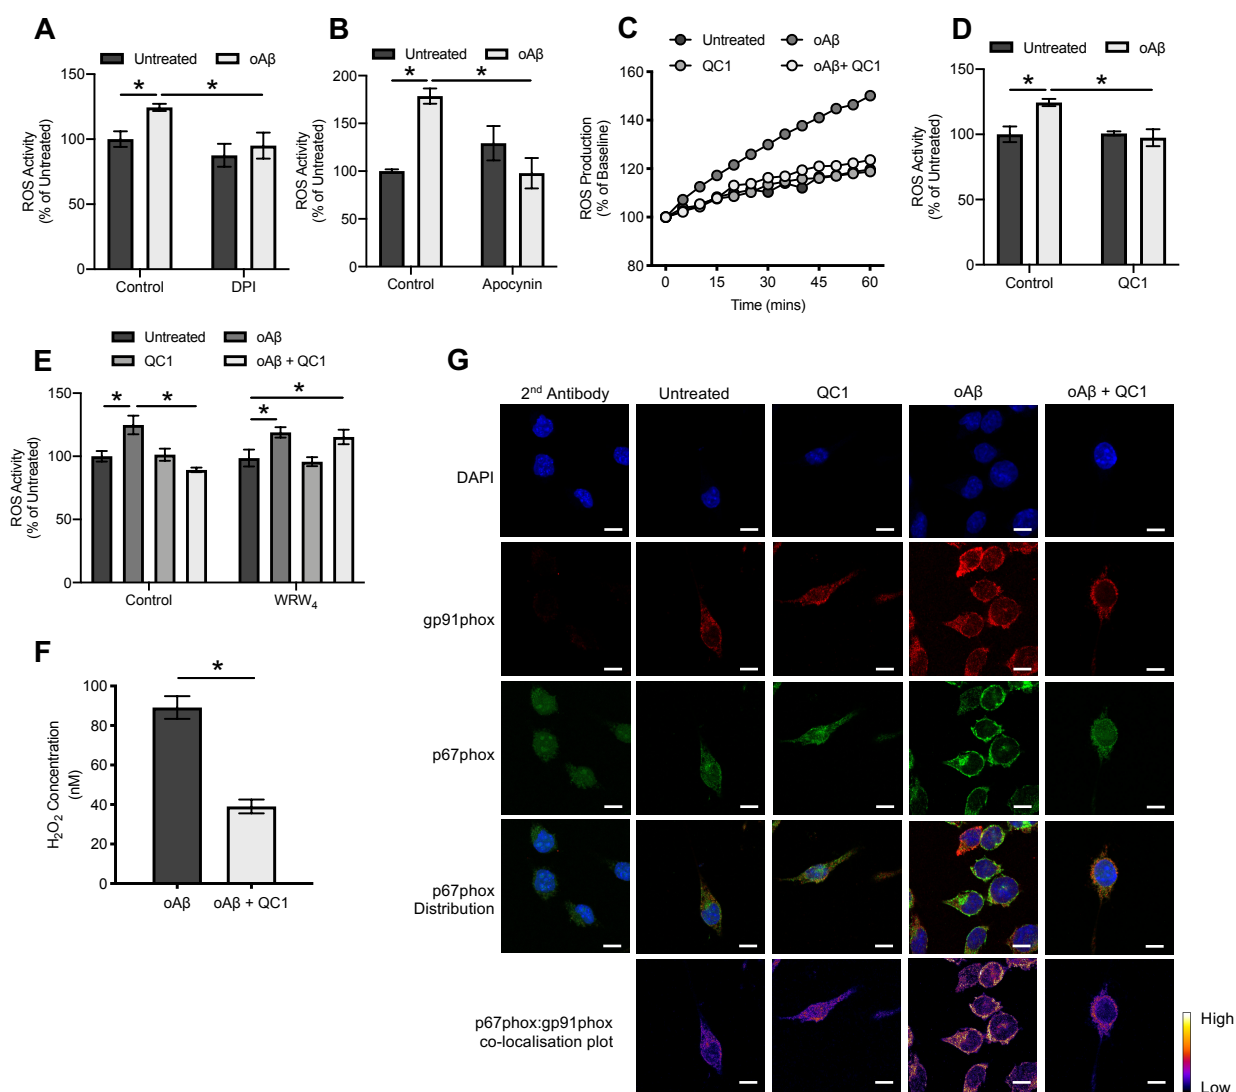 A
Untreated oAβ
150
100
50
0
ROS Activity
(% of Untreated)
* *
Control DPI
B
Untreated oAβ
200
150
100
50
0
ROS Activity
(% of Untreated)
* *
Control Apocynin
C
Untreated oAβ
QC1 oAβ+ QC1
160
140
120
100
80
ROS Production
(% of Baseline)
0 15 30 45 60
Time (mins)
D
Untreated oAβ
150
100
50
0
ROS Activity
(% of Untreated)
* *
Control QC1
E
Untreated oAβ
QC1 oAβ + QC1
150
100
50
0
ROS Activity
(% of Untreated)
* * * *
Control WRW4
F
100
80
60
40
20
0
H2O2 Concentration
(nM)
*
oAβ oAβ + QC1
G
2nd Antibody Untreated QC1 oAβ oAβ + QC1
DAPI
gp91phox
p67phox
p67phox
Distribution
p67phox:gp91phox
co-localisation plot
High
Low